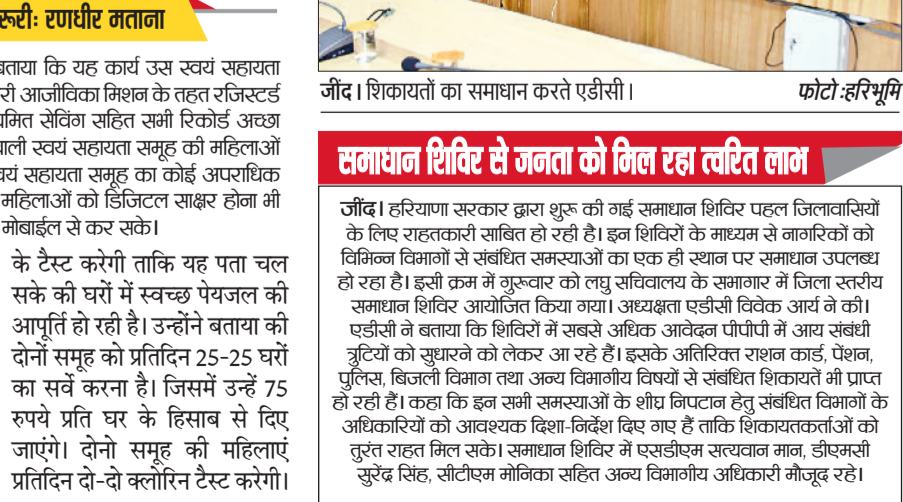 रूरीः रणधीर मताना
बताया कि यह कार्य उस स्वयं सहायता
री आजीविका मिशन के तहत रजिस्टर्ड
यमित सेविंग सहित सभी रिकोर्ड अच्छा
वाली स्वयं सहायता समूह की महिलाओं
वयं सहायता समूह का कोई अपराधिक
महिलाओं को डिजिटल साक्षर होना भी
मोबाईल से कर सके।
के टैस्ट करेगी ताकि यह पता चल
सके की घरों में स्वच्छ पेयजल की
आपूर्ति हो रही है। उन्होंने बताया की
दोनों समूह को प्रतिदिन 25-25 घरों
का सर्वे करना है। जिसमें उन्हें 75
रुपये प्रति घर के हिसाब से दिए
जाएंगे। दोनो समूह की महिलाएं
प्रतिदिन दो-दो क्लोरिन टैस्ट करेगी।
जींद। शिकायतों का समाधान करते एडीसी। फोटो:हरिभूमि
समाधान शिविर से जनता को मिल रहा त्वरित लाभ
जींद। हरियाणा सरकार द्वारा शुरू की गई समाधान शिविर पहल जिलावासियों
के लिए राहतकारी साबित हो रही है। इन शिविरों के माध्यम से नागरिकों को
विभिन्न विभागों से संबंधित समस्याओं का एक ही स्थान पर समाधान उपलब्ध
हो रहा है। इसी क्रम में गुरूवार को लघु सचिवालय के सभागार में जिला स्तरीय
समाधान शिविर आयोजित किया गया। अध्यक्षता एडीसी विवेक आर्य ने की।
एडीसी ने बताया कि शिविरों में सबसे अधिक आवेदन पीपीपी में आय संबंधी
त्रुटियों को सुधारने को लेकर आ रहे हैं। इसके अतिरिक्त राशन कार्ड, पेंशन,
पुलिस, बिजली विभाग तथा अन्य विभागीय विषयों से संबंधित शिकायतें भी प्राप्त
हो रही हैं। कहा कि इन सभी समस्याओं के शीघ्र निपटान हेतु संबंधित विभागों के
अधिकारियों को आवश्यक दिशा-निर्देश दिए गए हैं ताकि शिकायतकर्ताओं को
तुरंत राहत मिल सके। समाधान शिविर में एसडीएम सत्यवान मान, डीएमसी
सुरेंद्र सिंह, सीटीएम मोनिका सहित अन्य विभागीय अधिकारी मौजूद रहे।